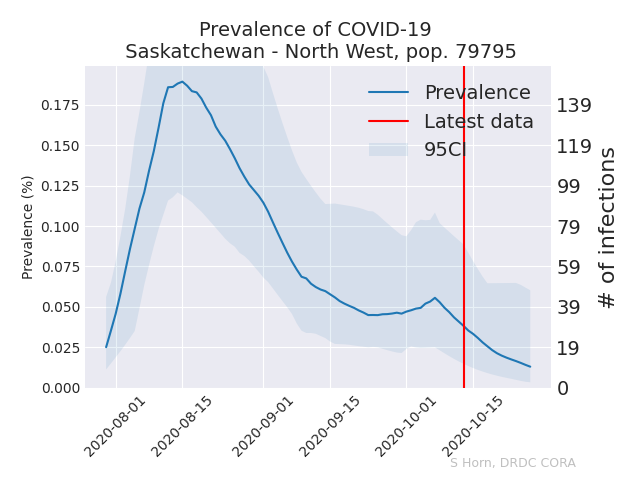 Prevalence of COVID-19
Saskatchewan - North West, pop. 79795
Prevalence
Latest data
95CI
0.175
0.150
0.125
0.100
0.075
0.050
0.025
0.000
Prevalence (%)
139
119
99
79
59
39
19
0
# of infections
2020-08-01
2020-08-15
2020-09-01
2020-09-15
2020-10-01
2020-10-15
S Horn, DRDC CORA